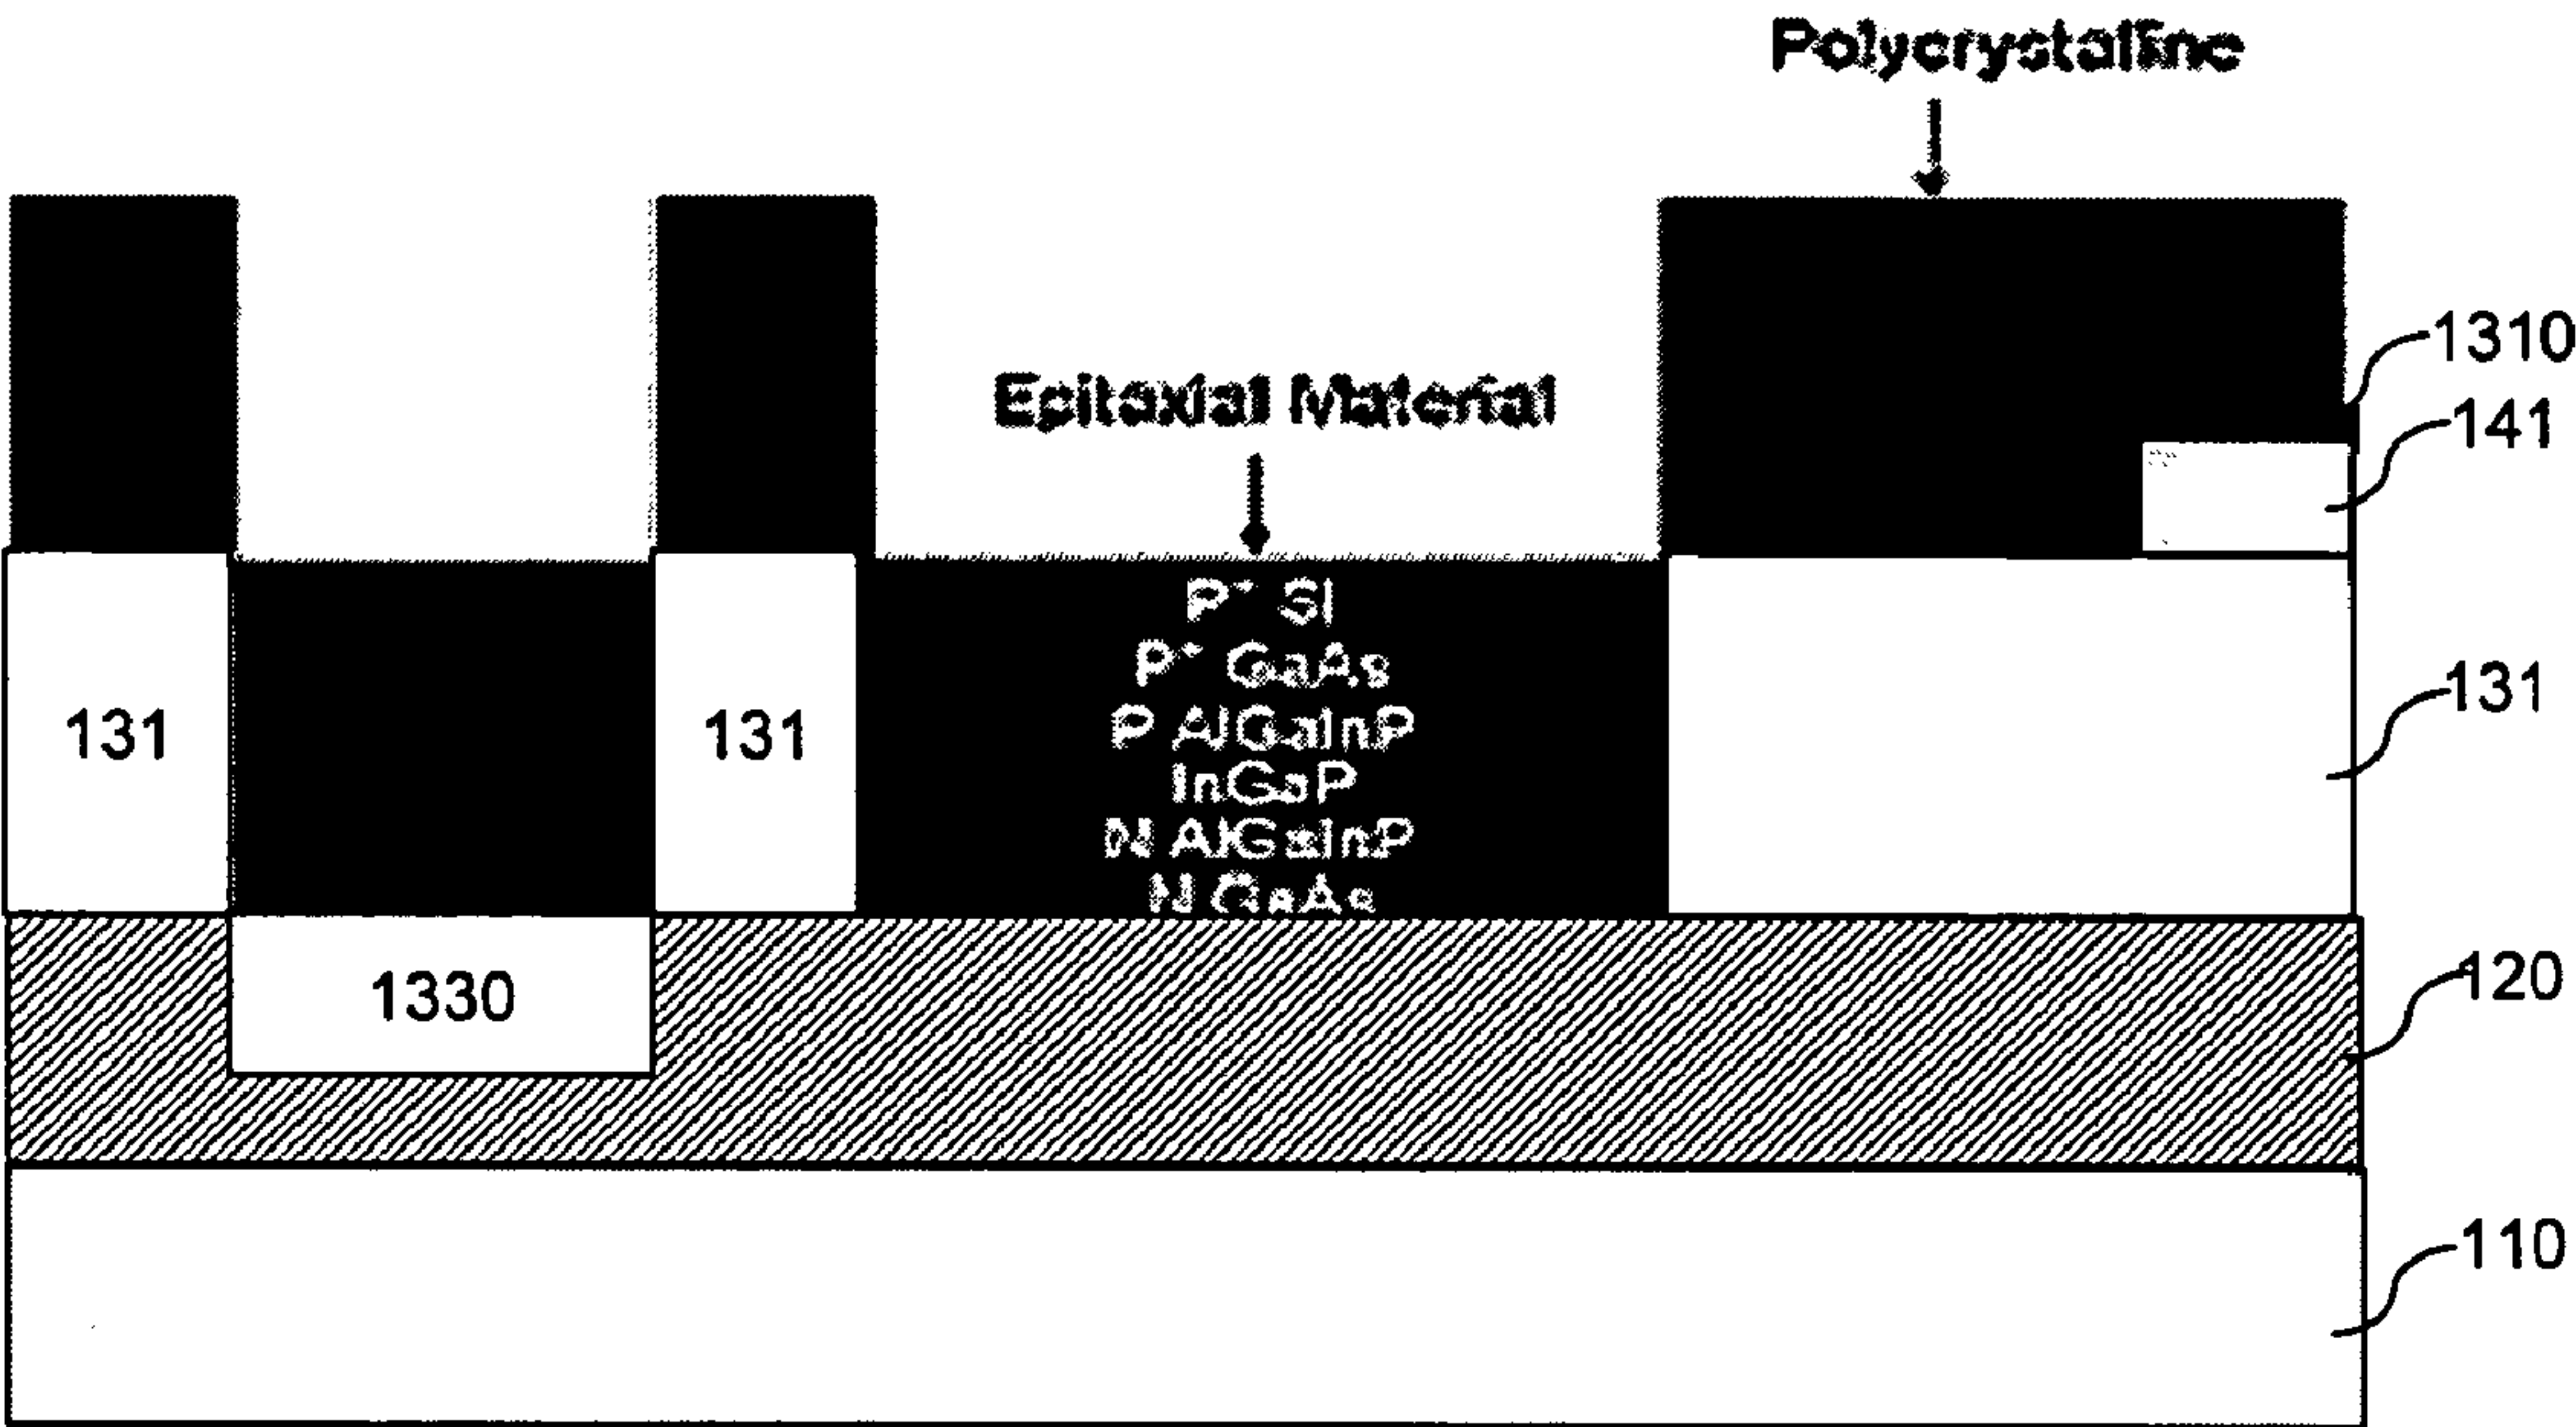 Polycrystalline
1310
Epitaxial Material
141
P+ Si
P+ GaAs
131
P AlGaInP
131
131
InGaP
N AlGaInP
N GaAs
120
1330
110